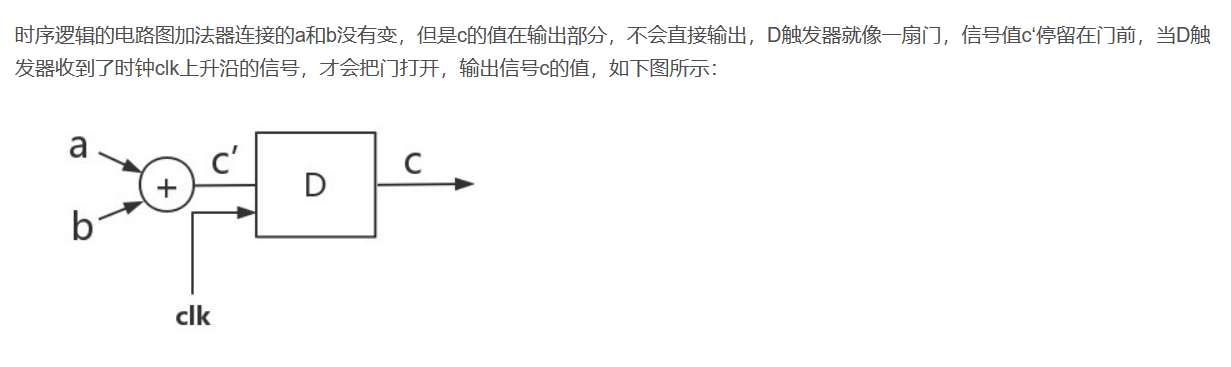 时序逻辑的电路图加法器连接的a和b没有变，但是c的值在输出部分，不会直接输出，D触发器就像一扇门，信号值c‘停留在门前，当D触
发器收到了时钟clk上升沿的信号，才会把门打开，输出信号c的值，如下图所示：
a
c'
c
+
D
b
clk